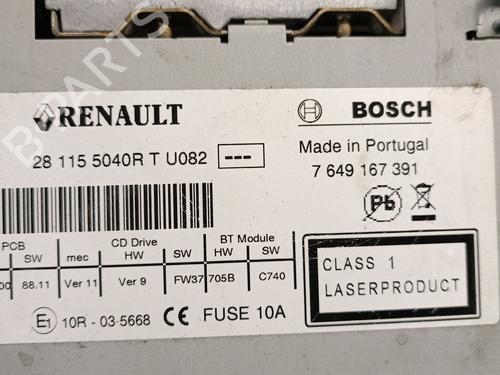 RENAULT
BOSCH
28 115 5040R T U082 ---
Made in Portugal
7 649 167 391
Pb
PCB CD Drive BT Module
SW mec HW SW HW SW
00 88.11 Ver 11 Ver 9 FW37 705B C740
CLASS 1
LASERPRODUCT
E1 10R - 03 5668 CE FUSE 10A
B-PARTS